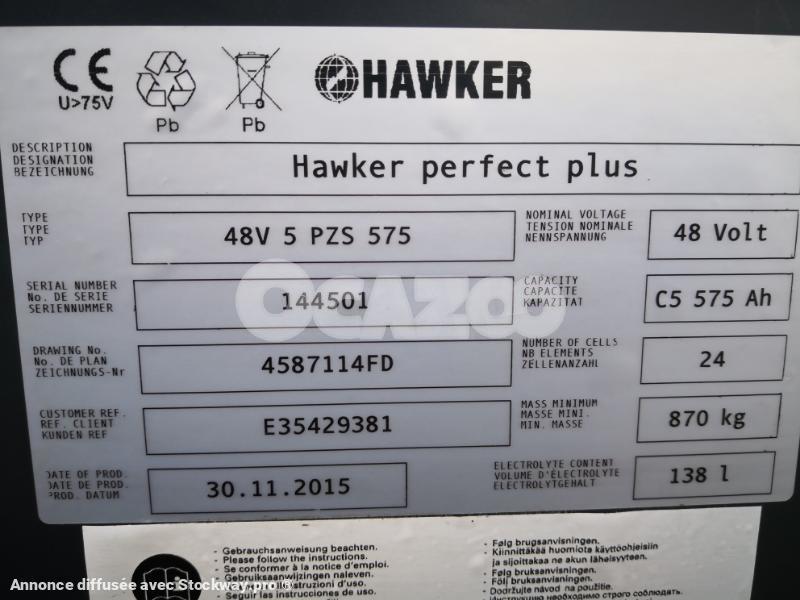 CE
U>75V
Pb
Pb
HAWKER
DESCRIPTION
DESIGNATION
BEZEICHNUNG
Hawker perfect plus
TYPE
TYPE
TYP
48V 5 PZS 575
NOMINAL VOLTAGE
TENSION NOMINALE
NENNSPANNUNG
48 Volt
SERIAL NUMBER
No. DE SERIE
SERIENNUMMER
144501
CAPACITY
CAPACITE
KAPAZITAT
C5 575 Ah
OCAZOO
DRAWING No.
No. DE PLAN
ZEICHNUNGS-Nr
4587114FD
NUMBER OF CELLS
NB ELEMENTS
ZELLENANZAHL
24
CUSTOMER REF.
REF. CLIENT
KUNDEN REF
E35429381
MASS MINIMUM
MASSE MINI.
MIN. MASSE
870 kg
DATE OF PROD.
DATE DE PROD.
PROD. DATUM
30.11.2015
ELECTROLYTE CONTENT
VOLUME D'ÉLECTROLYTE
ELECTROLYTGEHALT
138 l
- Gebrauchsanweisung beachten.
- Please follow the instructions.
- Se conformer à la notice d'emploi.
- Gebruiksaanwijzingen naleven.
- Seguir las instrucciones de uso.
- Følg brugsanvisningen.
- Kiinnittäkää huomiota käyttöohjeisiin
ja sijoittakaa ne akun läheisyyteen.
- Følg bruksanvisningen.
- Följ bruksanvisningen.
- Dodržujte návod na použitie.
- Инструкцию необходимо строго соблюдать
Annonce diffusée avec Stockway.pro ®